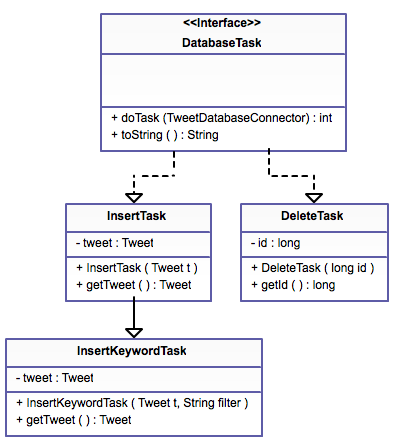 <<Interface>>
DatabaseTask
+ doTask (TweetDatabaseConnector) : int
+ toString ( ) : String
InsertTask
- tweet : Tweet
+ InsertTask ( Tweet t )
+ getTweet ( ) : Tweet
DeleteTask
- id : long
+ DeleteTask ( long id )
+ getId ( ) : long
InsertKeywordTask
- tweet : Tweet
+ InsertKeywordTask ( Tweet t, String filter )
+ getTweet ( ) : Tweet